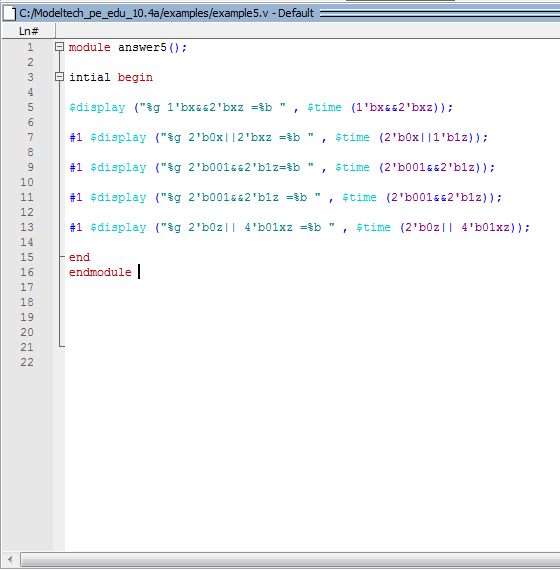 C:/Modeltech_pe_edu_10.4a/examples/example5.v - Default
Ln#
1 module answer5();
2
3 intial begin
4
5 $display ("%g 1'bx&&2'bxz =%b " , $time (1'bx&&2'bxz));
6
7 #1 $display ("%g 2'b0x||2'bxz =%b " , $time (2'b0x||1'b1z));
8
9 #1 $display ("%g 2'b001&&2'b1z=%b " , $time (2'b001&&2'b1z));
10
11 #1 $display ("%g 2'b001&&2'b1z =%b " , $time (2'b001&&2'b1z));
12
13 #1 $display ("%g 2'b0z|| 4'b01xz =%b " , $time (2'b0z|| 4'b01xz));
14
15 end
16 endmodule
17
18
19
20
21
22